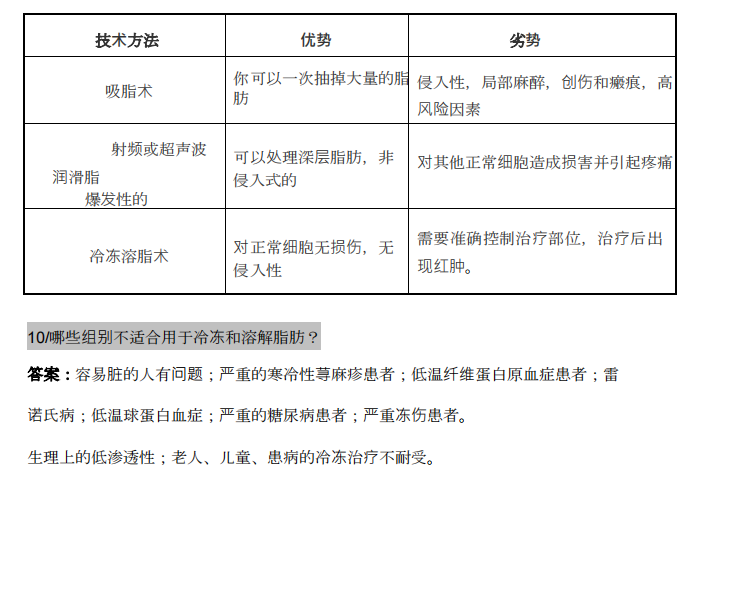 技术方法 优势 劣势
吸脂术
你可以一次抽掉大量的脂
肪
侵入性，局部麻醉，创伤和瘢痕，高
风险因素
射频或超声波
润滑脂
爆发性的
可以处理深层脂肪，非
侵入式的
对其他正常细胞造成损害并引起疼痛
冷冻溶脂术
对正常细胞无损伤，无
侵入性
需要准确控制治疗部位，治疗后出
现红肿。
10/哪些组别不适合用于冷冻和溶解脂肪？
答案：容易脏的人有问题；严重的寒冷性荨麻疹患者；低温纤维蛋白原血症患者；雷
诺氏病；低温球蛋白血症；严重的糖尿病患者；严重冻伤患者。
生理上的低渗透性；老人、儿童、患病的冷冻治疗不耐受。